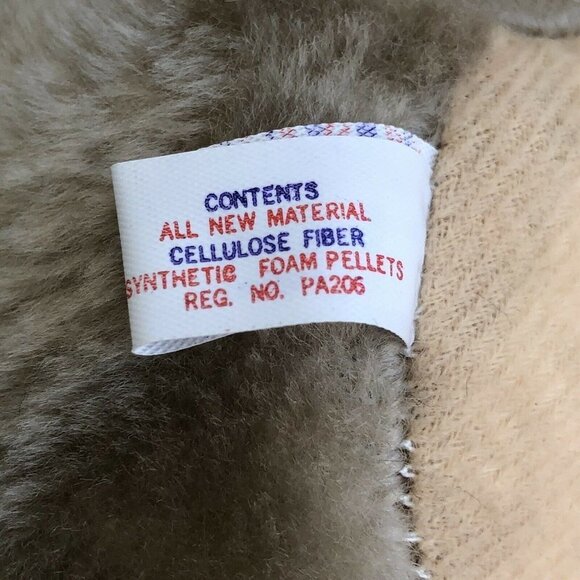 CONTENTS
ALL NEW MATERIAL
CELLULOSE FIBER
SYNTHETIC FOAM PELLETS
REG. NO. PA206